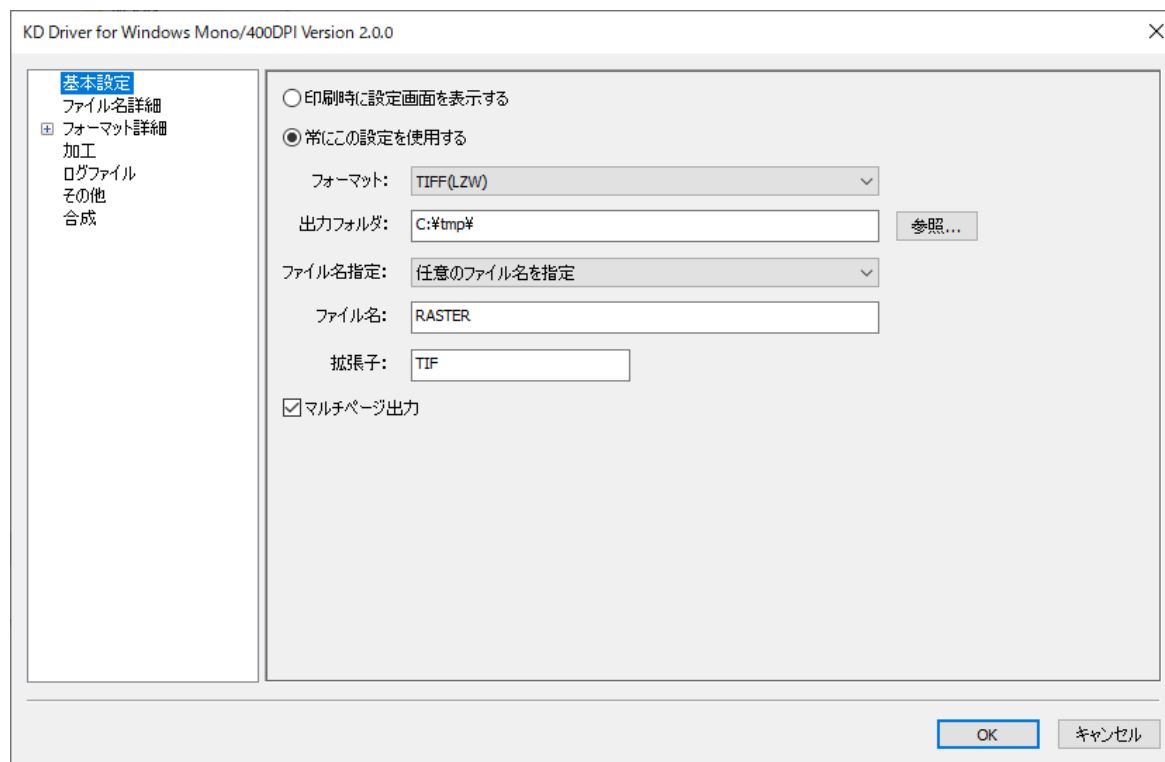 KD Driver for Windows Mono/400DPI Version 2.0.0
基本設定
ファイル名詳細
フォーマット詳細
加工
ログファイル
その他
合成
印刷時に設定画面を表示する
常にこの設定を使用する
フォーマット: TIFF(LZW)
出力フォルダ: C:¥tmp¥ 参照...
ファイル名指定: 任意のファイル名を指定
ファイル名: RASTER
拡張子: TIF
マルチページ出力
OK キャンセル